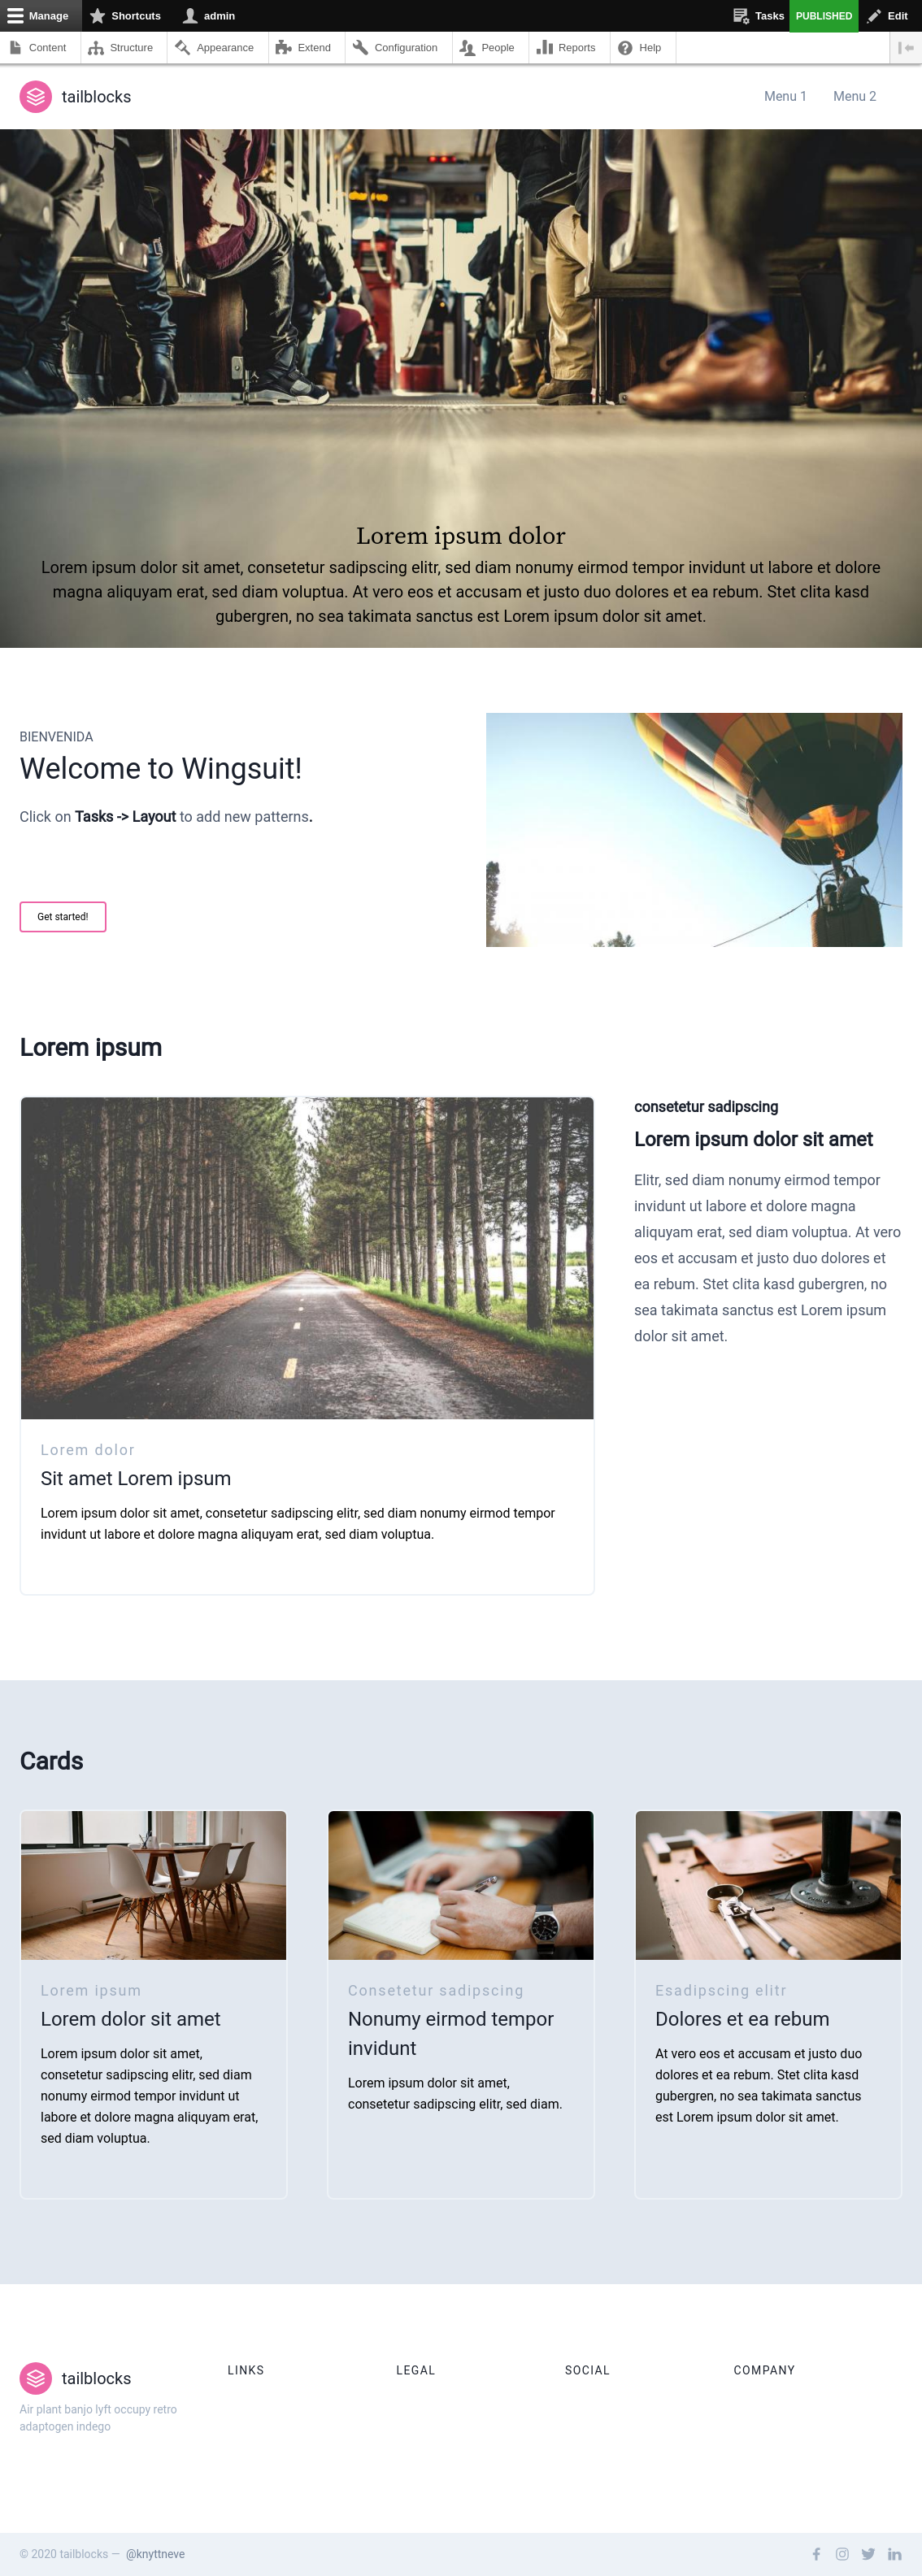 Manage Shortcuts admin Tasks PUBLISHED Edit
Content Structure Appearance Extend Configuration People Reports Help
tailblocks Menu 1 Menu 2
Lorem ipsum dolor
Lorem ipsum dolor sit amet, consetetur sadipscing elitr, sed diam nonumy eirmod tempor invidunt ut labore et dolore
magna aliquyam erat, sed diam voluptua. At vero eos et accusam et justo duo dolores et ea rebum. Stet clita kasd
gubergren, no sea takimata sanctus est Lorem ipsum dolor sit amet.
BIENVENIDA
Welcome to Wingsuit!
Click on Tasks -> Layout to add new patterns.
Get started!
Lorem ipsum
Lorem dolor
Sit amet Lorem ipsum
Lorem ipsum dolor sit amet, consetetur sadipscing elitr, sed diam nonumy eirmod tempor
invidunt ut labore et dolore magna aliquyam erat, sed diam voluptua.
consetetur sadipscing
Lorem ipsum dolor sit amet
Elitr, sed diam nonumy eirmod tempor
invidunt ut labore et dolore magna
aliquyam erat, sed diam voluptua. At vero
eos et accusam et justo duo dolores et
ea rebum. Stet clita kasd gubergren, no
sea takimata sanctus est Lorem ipsum
dolor sit amet.
Cards
Lorem ipsum
Lorem dolor sit amet
Lorem ipsum dolor sit amet,
consetetur sadipscing elitr, sed diam
nonumy eirmod tempor invidunt ut
labore et dolore magna aliquyam erat,
sed diam voluptua.
Consetetur sadipscing
Nonumy eirmod tempor
invidunt
Lorem ipsum dolor sit amet,
consetetur sadipscing elitr, sed diam.
Esadipscing elitr
Dolores et ea rebum
At vero eos et accusam et justo duo
dolores et ea rebum. Stet clita kasd
gubergren, no sea takimata sanctus
est Lorem ipsum dolor sit amet.
tailblocks
Air plant banjo lyft occupy retro
adaptogen indego
LINKS LEGAL SOCIAL COMPANY
© 2020 tailblocks — @knyttneve